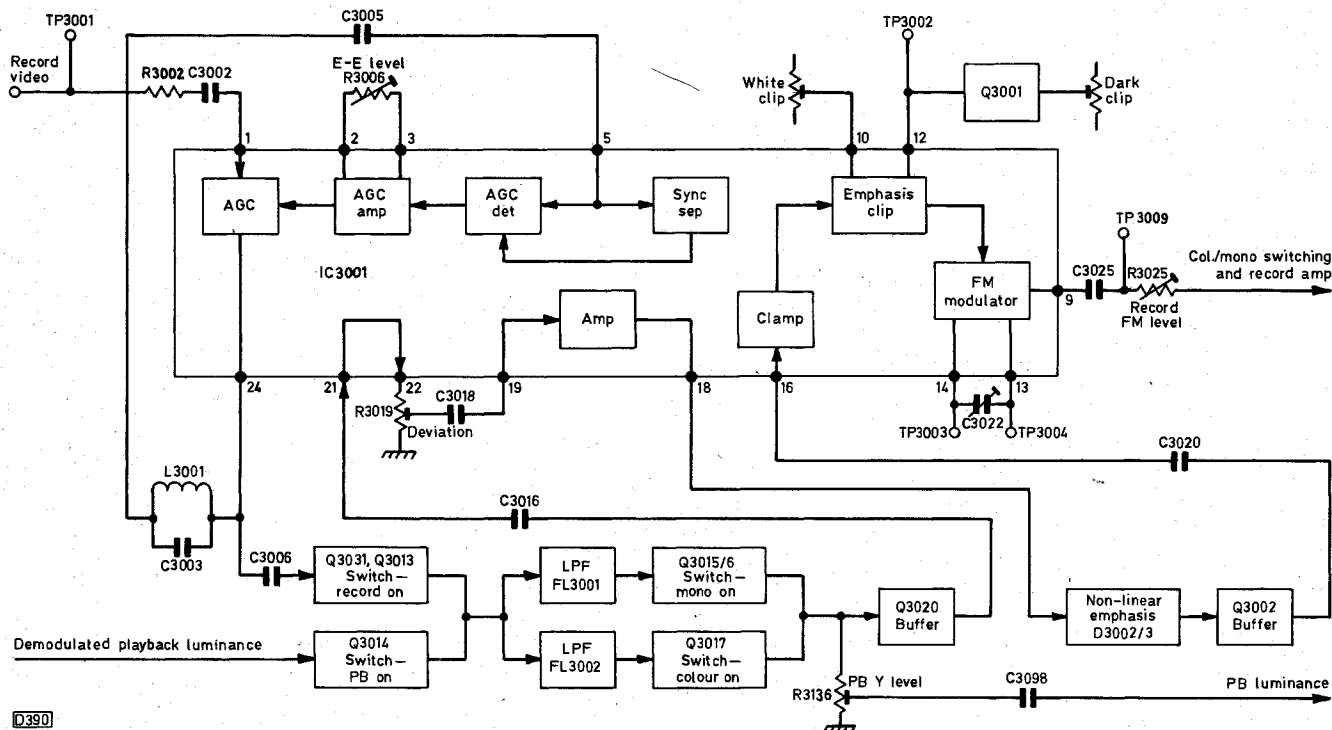 TP3001
C3005
TP3002
Record
video
R3002
C3002
E-E level
R3006
White
clip
Q3001
Dark
clip
1
2
3
5
10
12
AGC
AGC
amp
AGC
det
Sync
sep
Emphasis
clip
TP3009
IC3001
C3025
R3025
Col./mono switching
and record amp
FM
modulator
9
Record
FM level
Amp
Clamp
24
21
22
19
18
16
14
13
R3019
C3018
Deviation
C3022
TP3003
TP3004
L3001
C3003
C3020
C3016
C3006
Q3031, Q3013
Switch—
record on
LPF
FL3001
Q3015/6
Switch—
mono on
Q3020
Buffer
Non-linear
emphasis
D3002/3
Q3002
Buffer
Demodulated playback luminance
Q3014
Switch—
PB on
LPF
FL3002
Q3017
Switch—
colour on
R3136
PB Y level
C3098
PB luminance
D390